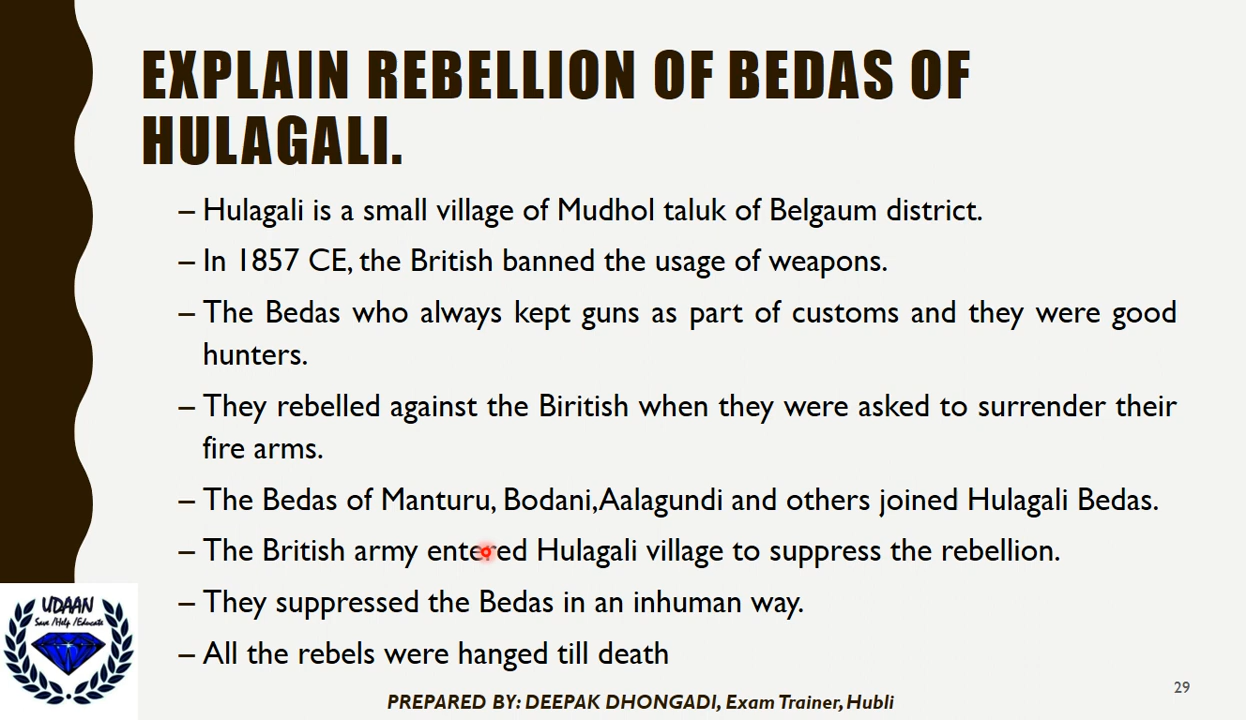 EXPLAIN REBELLION OF BEDAS OF
HULAGALI.
– Hulagali is a small village of Mudhol taluk of Belgaum district.
– In 1857 CE, the British banned the usage of weapons.
– The Bedas who always kept guns as part of customs and they were good
hunters.
– They rebelled against the Biritish when they were asked to surrender their
fire arms.
– The Bedas of Manturu, Bodani,Aalagundi and others joined Hulagali Bedas.
– The British army entered Hulagali village to suppress the rebellion.
– They suppressed the Bedas in an inhuman way.
– All the rebels were hanged till death
UDAAN
Save /Help /Educate
PREPARED BY: DEEPAK DHONGADI, Exam Trainer, Hubli
29